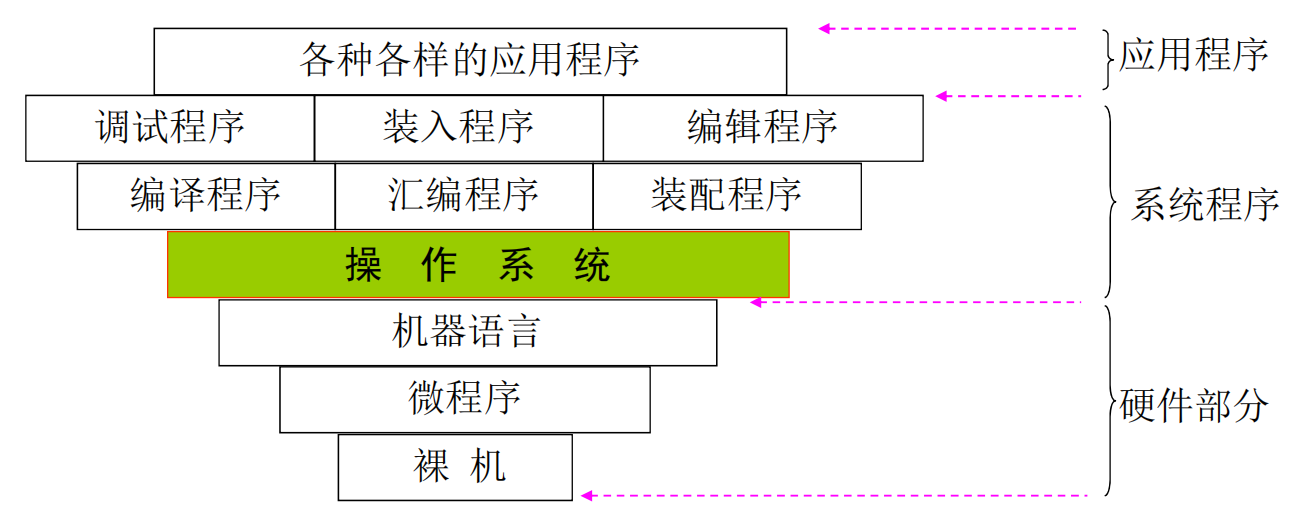 各种各样的应用程序
应用程序
调试程序 装入程序 编辑程序
编译程序 汇编程序 装配程序
系统程序
操 作 系 统
机器语言
微程序
硬件部分
裸 机